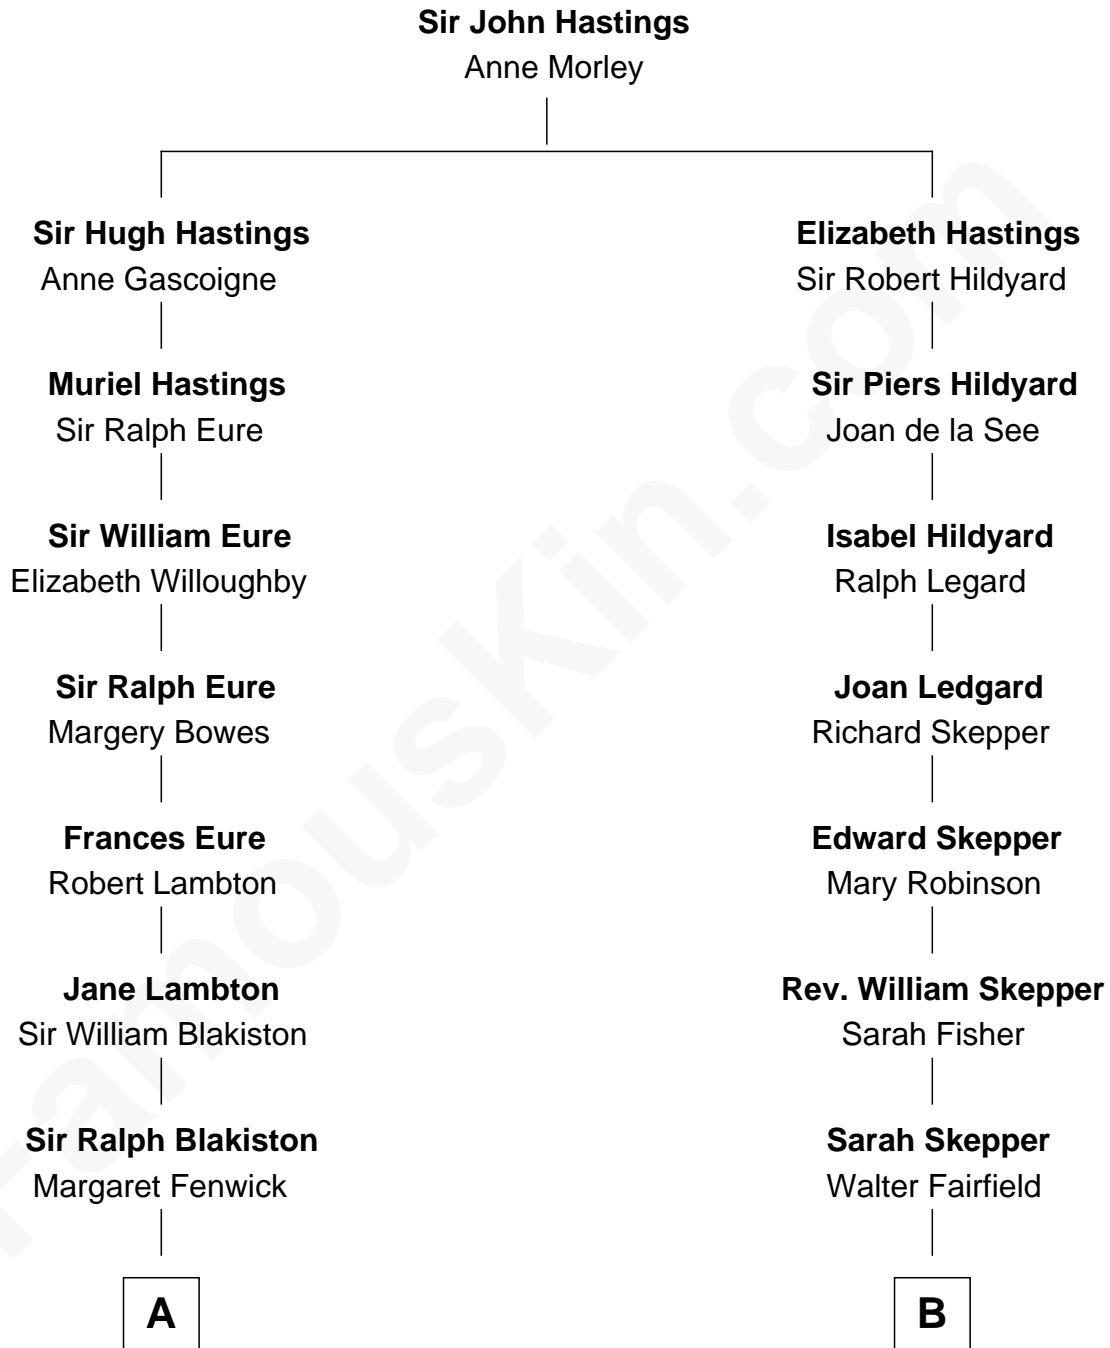 Sir John Hastings
Anne Morley
Sir Hugh Hastings
Anne Gascoigne
Muriel Hastings
Sir Ralph Eure
Sir William Eure
Elizabeth Willoughby
Sir Ralph Eure
Margery Bowes
Frances Eure
Robert Lambton
Jane Lambton
Sir William Blakiston
Sir Ralph Blakiston
Margaret Fenwick
A
Elizabeth Hastings
Sir Robert Hildyard
Sir Piers Hildyard
Joan de la See
Isabel Hildyard
Ralph Legard
Joan Ledgard
Richard Skepper
Edward Skepper
Mary Robinson
Rev. William Skepper
Sarah Fisher
Sarah Skepper
Walter Fairfield
B
FamousKin.com